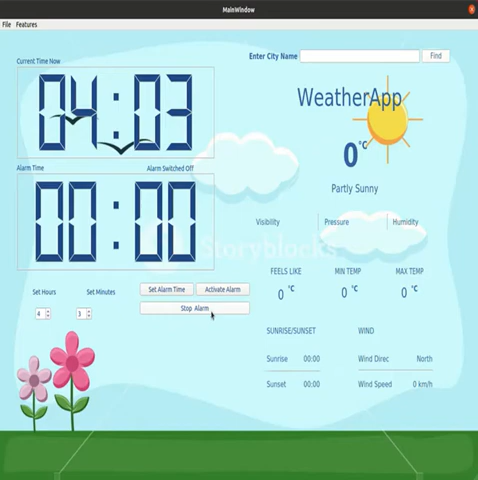 MainWindow
File Features
Current Time Now
04:03
Alarm Time
Alarm Switched Off
00:00
Set Hours
Set Minutes
4
3
Set Alarm Time
Activate Alarm
Stop Alarm
Enter City Name
Find
WeatherApp
0°C
Partly Sunny
Visibility
Pressure
Humidity
FEELS LIKE
MIN TEMP
MAX TEMP
0 °C
0 °C
0 °C
SUNRISE/SUNSET
WIND
Sunrise 00:00
Wind Direc North
Sunset 00:00
Wind Speed 0 km/h
Storyblocks